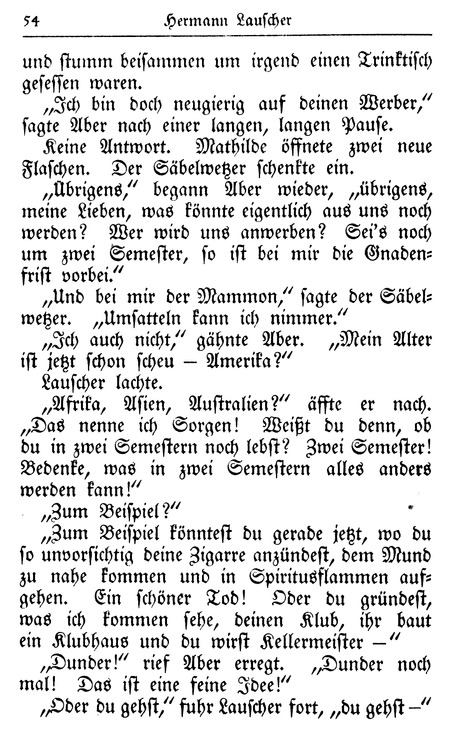 54 Hermann Lauscher
und stumm beisammen um irgend einen Trinktisch
gesessen waren.
„Ich bin doch neugierig auf deinen Werber,“
sagte Aber nach einer langen, langen Pause.
Keine Antwort. Mathilde öffnete zwei neue
Flaschen. Der Säbelwetzer schenkte ein.
„Übrigens,“ begann Aber wieder, „übrigens,
meine Lieben, was könnte eigentlich aus uns noch
werden? Wer wird uns anwerben? Sei's noch
um zwei Semester, so ist bei mir die Gnaden-
frist vorbei.“
„Und bei mir der Mammon,“ sagte der Säbel-
wetzer. „Umsatteln kann ich nimmer.“
„Ich auch nicht,“ gähnte Aber. „Mein Alter
ist jetzt schon scheu — Amerika?“
Lauscher lachte.
„Afrika, Asien, Australien?“ äffte er nach.
„Das nenne ich Sorgen! Weißt du denn, ob
du in zwei Semestern noch lebst? Zwei Semester!
Bedenke, was in zwei Semestern alles anders
werden kann!“
„Zum Beispiel?“
„Zum Beispiel könntest du gerade jetzt, wo du
so unvorsichtig deine Zigarre anzündest, dem Mund
zu nahe kommen und in Spiritusflammen auf-
gehen. Ein schöner Tod! Oder du gründest,
was ich kommen sehe, deinen Klub, ihr baut
ein Klubhaus und du wirst Kellermeister —“
„Dunder!“ rief Aber erregt. „Dunder noch
mal! Das ist eine feine Idee!“
„Oder du gehst,“ fuhr Lauscher fort, „du gehst —“